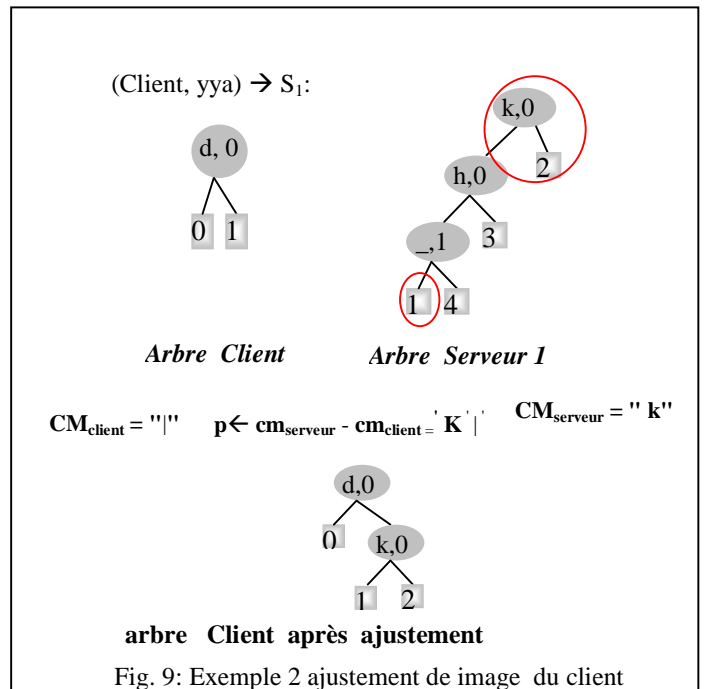 (Client, yya) → S₁:
k,0
d, 0
2
h,0
0 1
_,1
3
1 4
Arbre Client
Arbre Serveur 1
CMclient = "|" p← cmserveur - cmclient = ' K ' | ' CMserveur = " k"
d,0
0
k,0
1 2
arbre Client après ajustement
Fig. 9: Exemple 2 ajustement de image du client